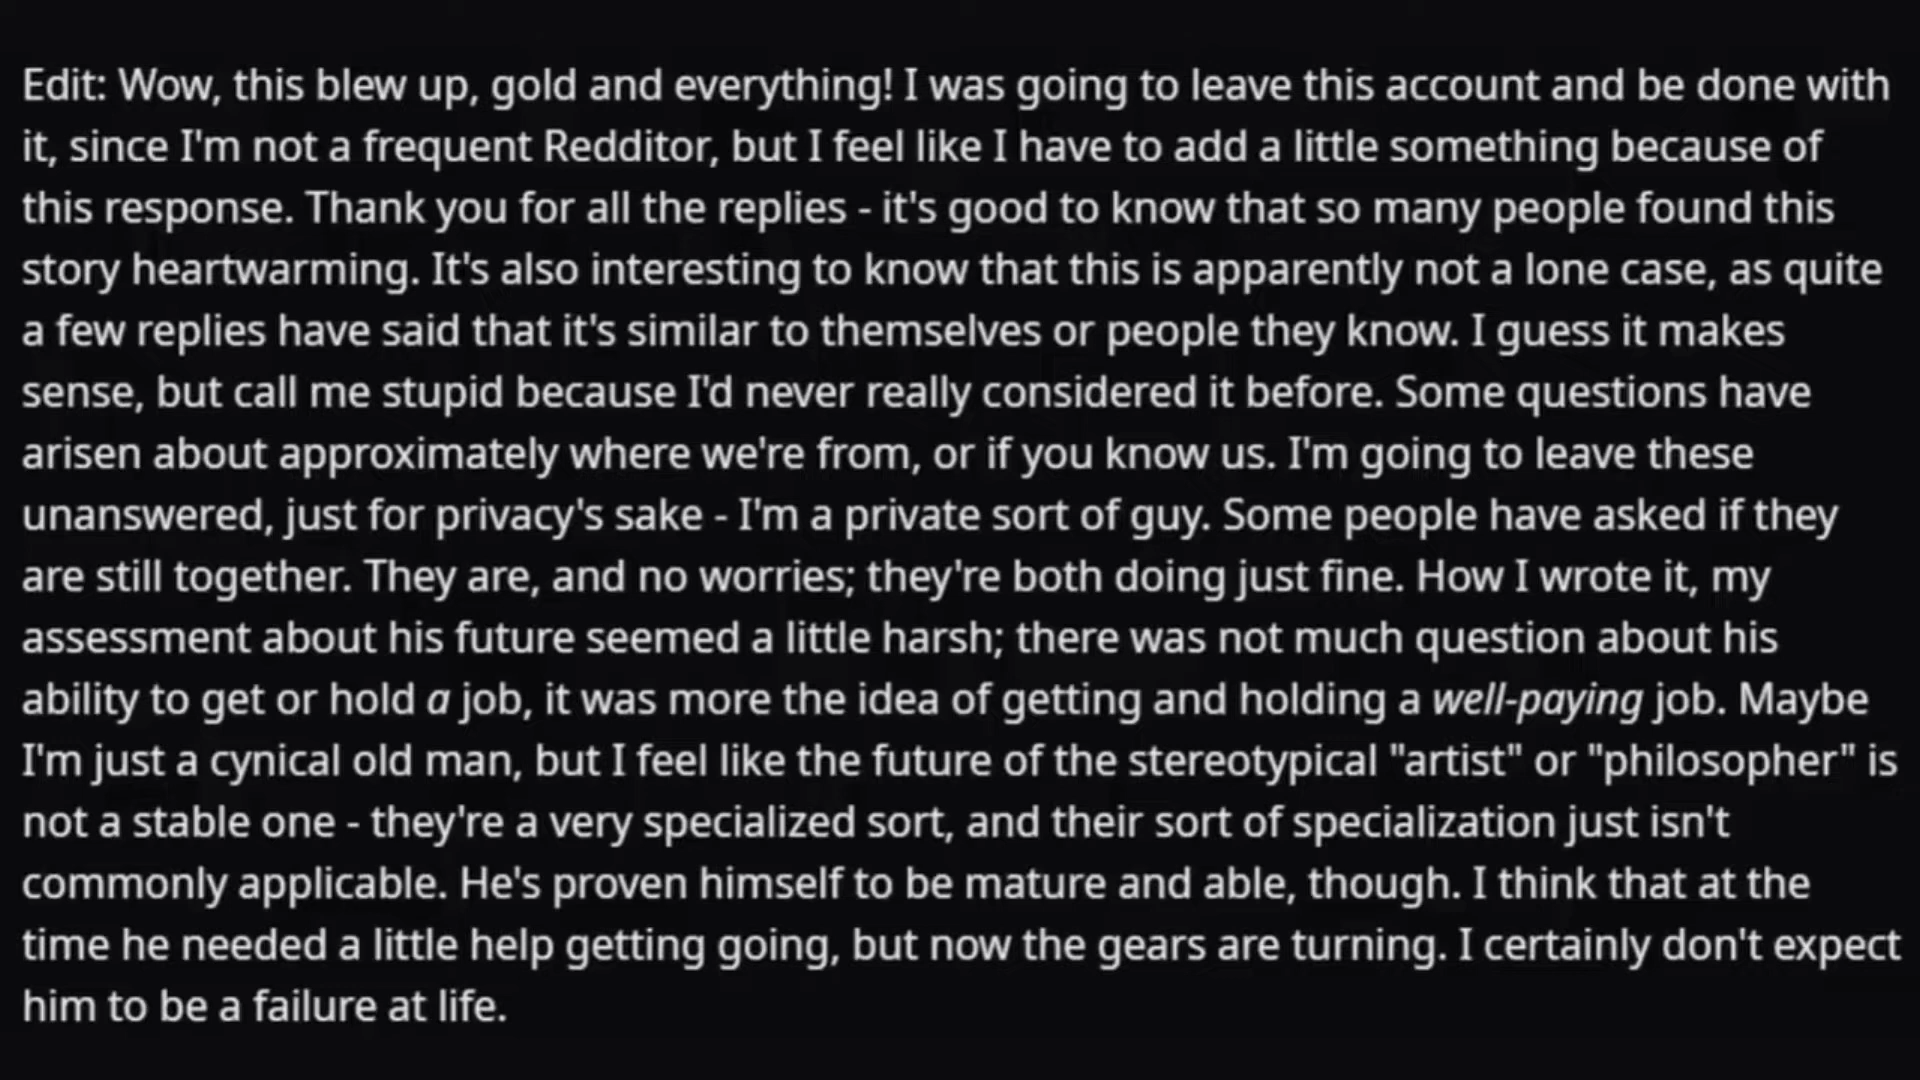 Edit: Wow, this blew up, gold and everything! I was going to leave this account and be done with
it, since I'm not a frequent Redditor, but I feel like I have to add a little something because of
this response. Thank you for all the replies - it's good to know that so many people found this
story heartwarming. It's also interesting to know that this is apparently not a lone case, as quite
a few replies have said that it's similar to themselves or people they know. I guess it makes
sense, but call me stupid because I'd never really considered it before. Some questions have
arisen about approximately where we're from, or if you know us. I'm going to leave these
unanswered, just for privacy's sake - I'm a private sort of guy. Some people have asked if they
are still together. They are, and no worries; they're both doing just fine. How I wrote it, my
assessment about his future seemed a little harsh; there was not much question about his
ability to get or hold a job, it was more the idea of getting and holding a well-paying job. Maybe
I'm just a cynical old man, but I feel like the future of the stereotypical "artist" or "philosopher" is
not a stable one - they're a very specialized sort, and their sort of specialization just isn't
commonly applicable. He's proven himself to be mature and able, though. I think that at the
time he needed a little help getting going, but now the gears are turning. I certainly don't expect
him to be a failure at life.